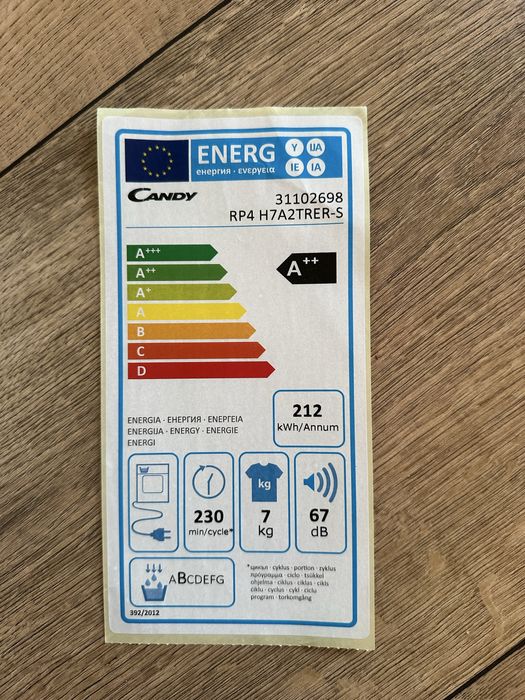 ENERG
енергия · ενεργεια
Y IJA
IE IA
CANDY
31102698
RP4 H7A2TRER-S
A+++
A++
A+
A
B
C
D
A++
ENERGIA · ЕНЕРГИЯ · ΕΝΕΡΓΕΙΑ
ENERGIJA · ENERGY · ENERGIE
ENERGI
212
kWh/Annum
230
min/cycle*
kg
7
kg
67
dB
ABCDEFG
*цикъл · cyklus · portion · zyklus
πρόγραμμα · ciclo · tsükkel
ohjelma · ciklus · ciklas · cikls
ċiklu · cyclus · cykl · ciclu
program · torkomgång
392/2012